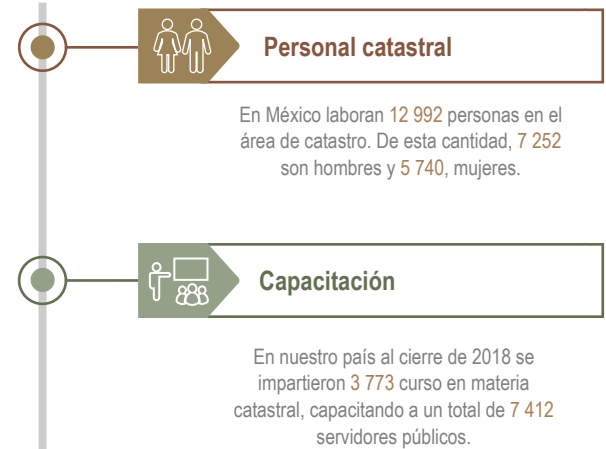 Personal catastral
En México laboran 12 992 personas en el
área de catastro. De esta cantidad, 7 252
son hombres y 5 740, mujeres.
Capacitación
En nuestro país al cierre de 2018 se
impartieron 3 773 curso en materia
catastral, capacitando a un total de 7 412
servidores públicos.